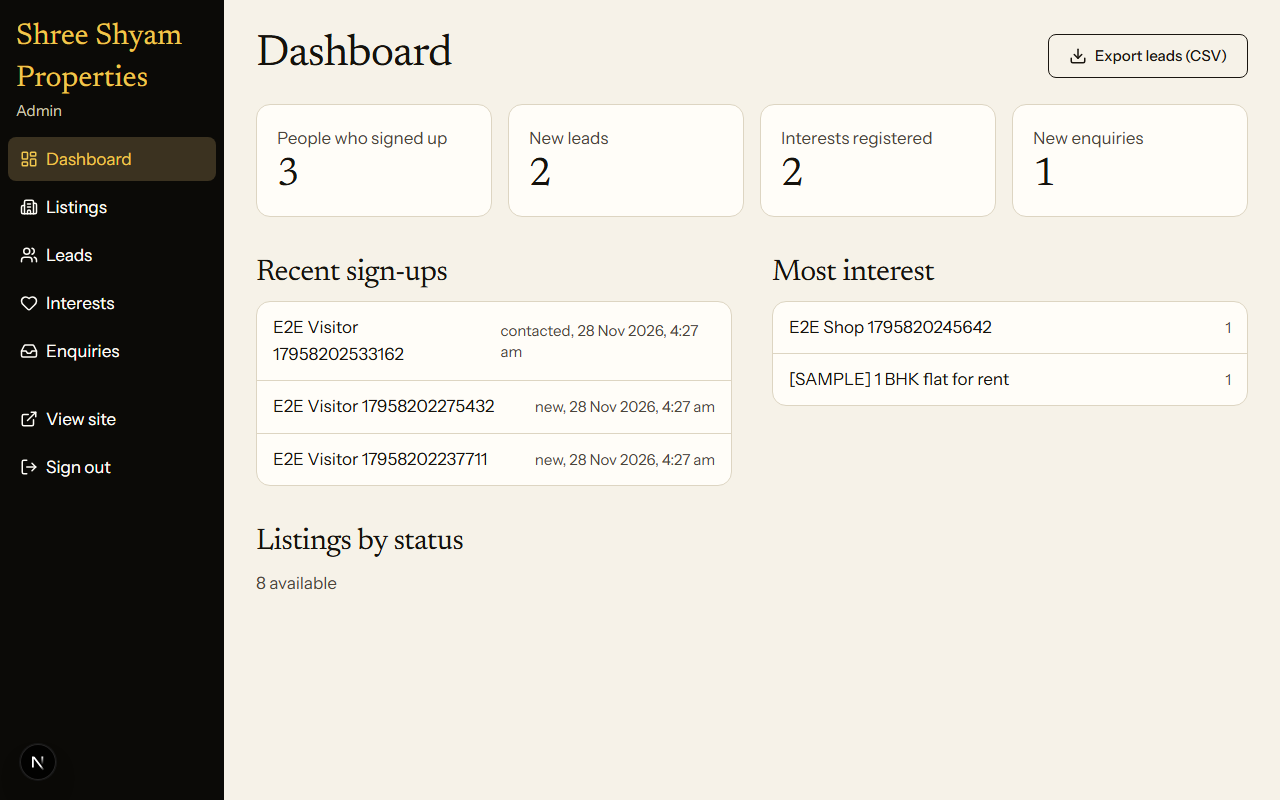 Shree Shyam
Properties
Admin
Dashboard
Listings
Leads
Interests
Enquiries
View site
Sign out
N
Dashboard
Export leads (CSV)
People who signed up
3
New leads
2
Interests registered
2
New enquiries
1
Recent sign-ups
E2E Visitor
17958202533162
contacted, 28 Nov 2026, 4:27
am
E2E Visitor 17958202275432
new, 28 Nov 2026, 4:27 am
E2E Visitor 17958202237711
new, 28 Nov 2026, 4:27 am
Most interest
E2E Shop 1795820245642
1
[SAMPLE] 1 BHK flat for rent
1
Listings by status
8 available